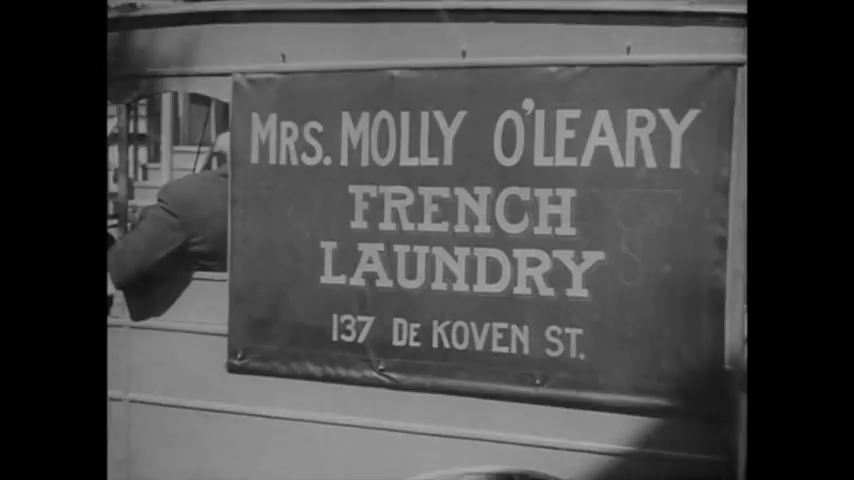 MRS. MOLLY O'LEARY
FRENCH
LAUNDRY
137 DE KOVEN ST.